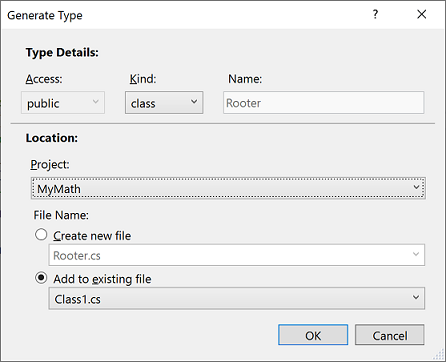 Generate Type
?
Type Details:
Access: Kind: Name:
public class Rooter
Location:
Project:
MyMath
File Name:
Create new file
Rooter.cs
Add to existing file
Class1.cs
OK Cancel